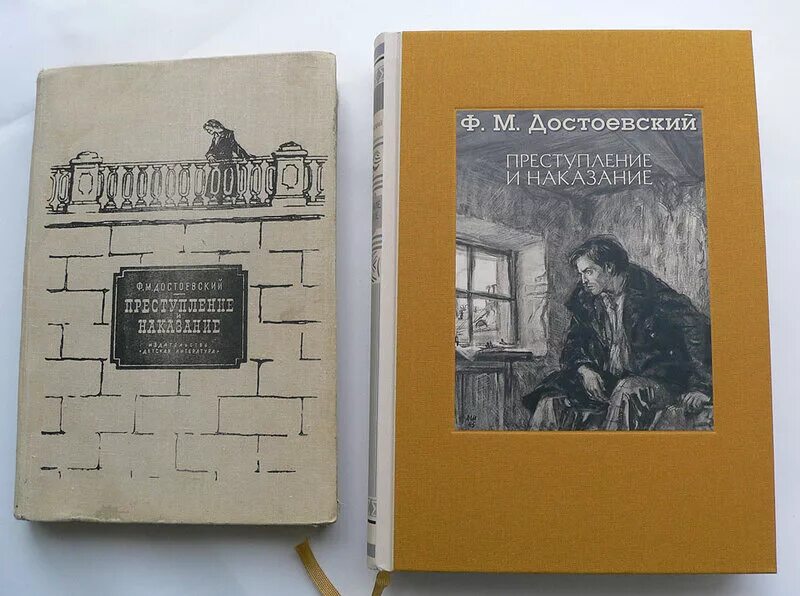 Ф.М.ДОСТОЕВСКИЙ
ПРЕСТУПЛЕНИЕ
И
НАКАЗАНИЕ
ИЗДАТЕЛЬСТВО
«ДЕТСКАЯ ЛИТЕРАТУРА»
Ф. М. Достоевский
ПРЕСТУПЛЕНИЕ
И НАКАЗАНИЕ